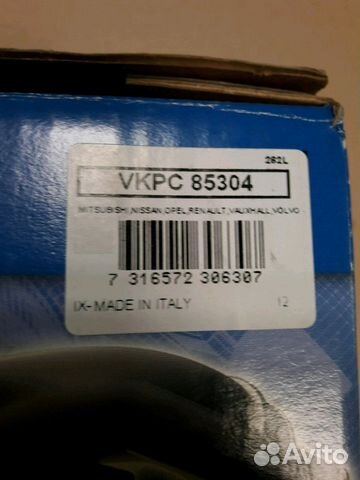 262L
VKPC 85304
MITSUBISHI,NISSAN,OPEL,RENAULT,VAUXHALL,VOLVO
7 316572 306307
IX- MADE IN ITALY 12
Avito